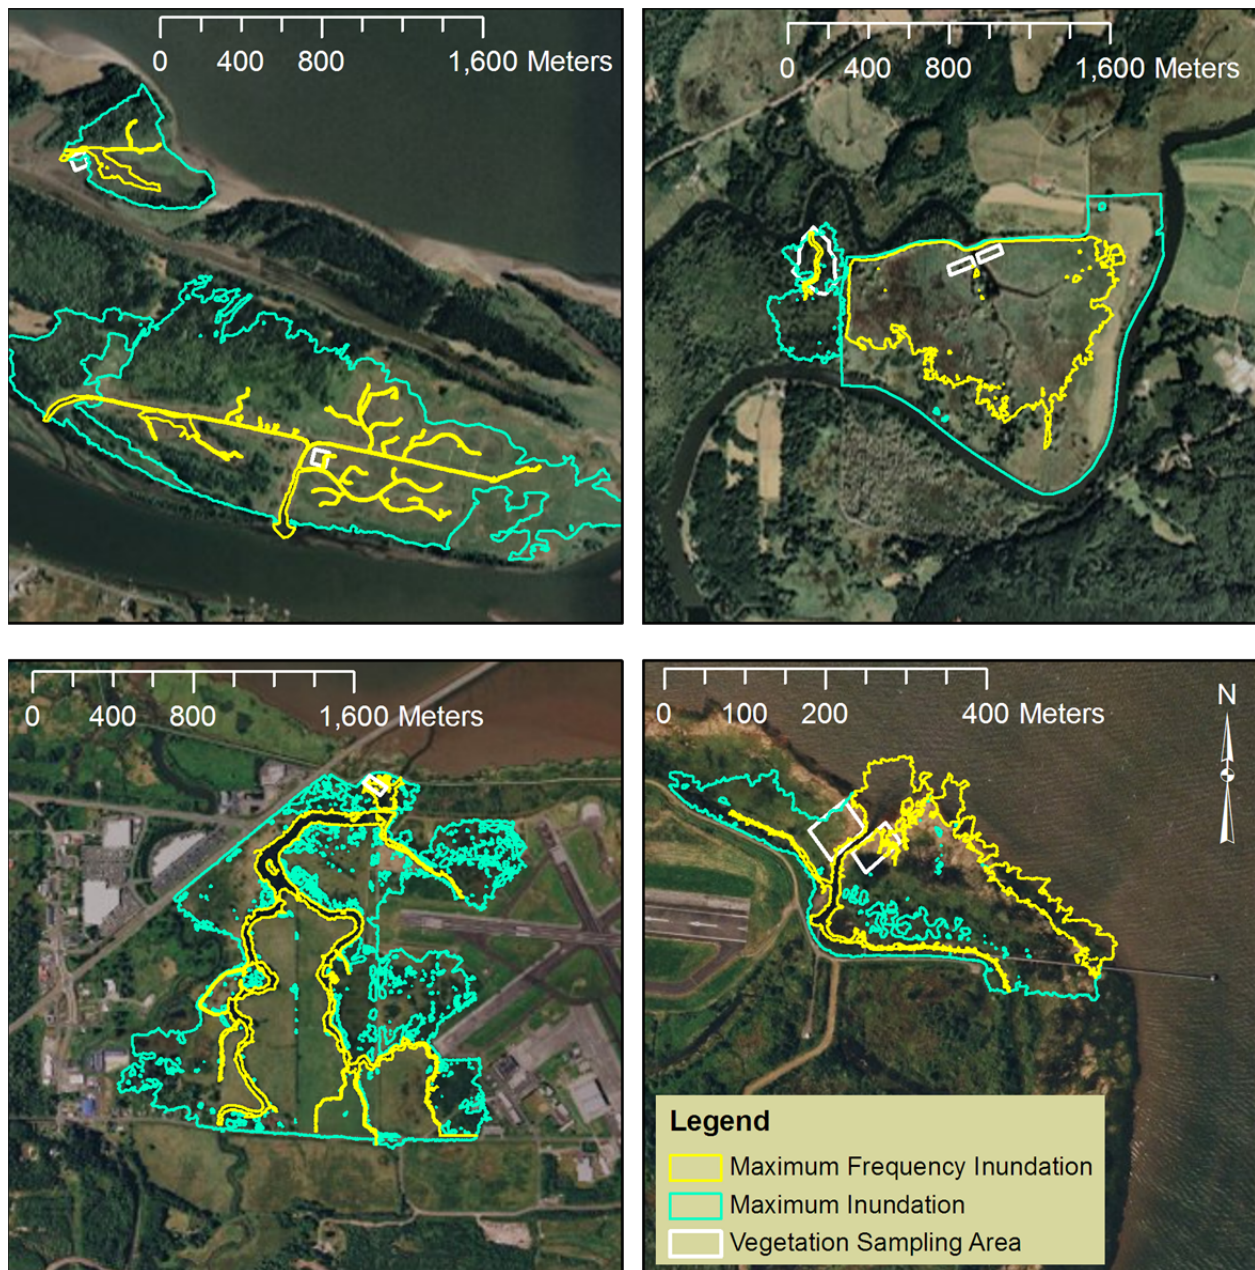 0 400 800 1,600 Meters
0 400 800 1,600 Meters
0 400 800 1,600 Meters
0 100 200 400 Meters
N
Legend
Maximum Frequency Inundation
Maximum Inundation
Vegetation Sampling Area